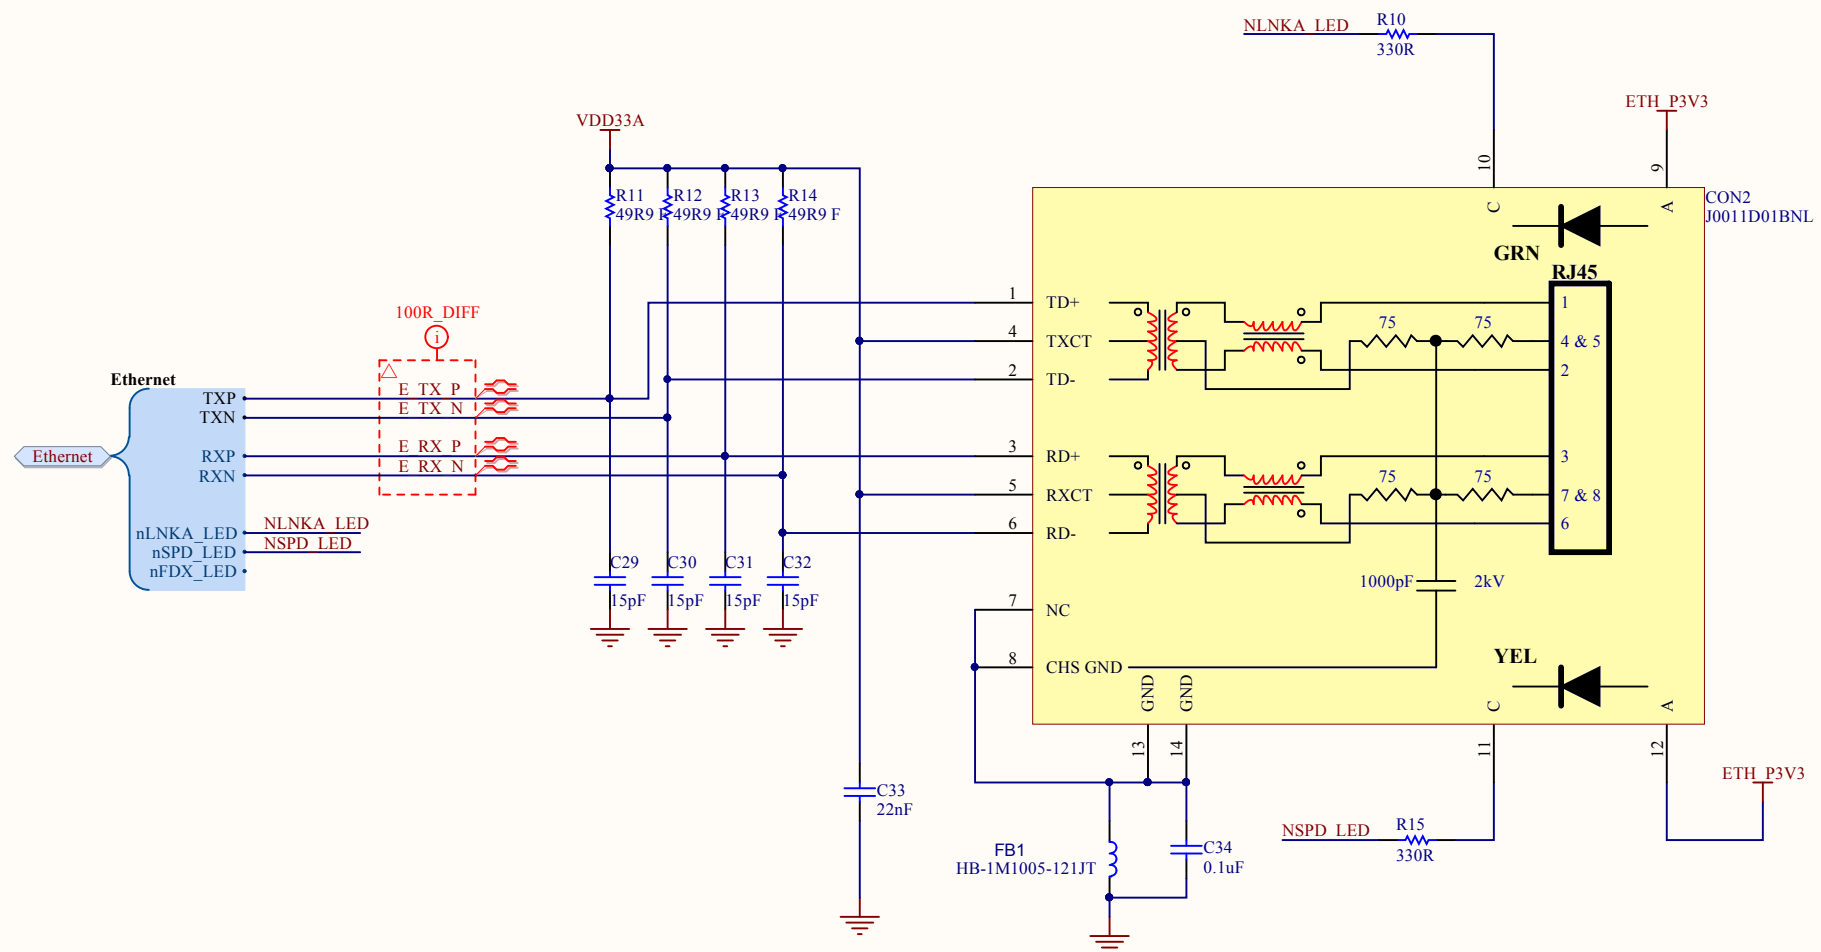 NLNKA_LED
R10
330R
ETH_P3V3
VDD33A
10
9
CON2
J0011D01BNL
C
A
GRN
R11
49R9 F
R12
49R9 F
R13
49R9 F
R14
49R9 F
RJ45
1
TD+
1
100R_DIFF
i
75
75
4
TXCT
4 & 5
2
TD-
2
Ethernet
TXP
E_TX_P
TXN
E_TX_N
3
RD+
3
Ethernet
RXP
E_RX_P
RXN
E_RX_N
75
75
5
RXCT
7 & 8
6
RD-
6
nLNKA_LED
NLNKA_LED
nSPD_LED
NSPD_LED
nFDX_LED
C29
15pF
C30
15pF
C31
15pF
C32
15pF
1000pF
2kV
7
NC
8
CHS GND
YEL
GND
GND
C
A
13
14
11
12
ETH_P3V3
C33
22nF
NSPD_LED
R15
330R
FB1
HB-1M1005-121JT
C34
0.1uF